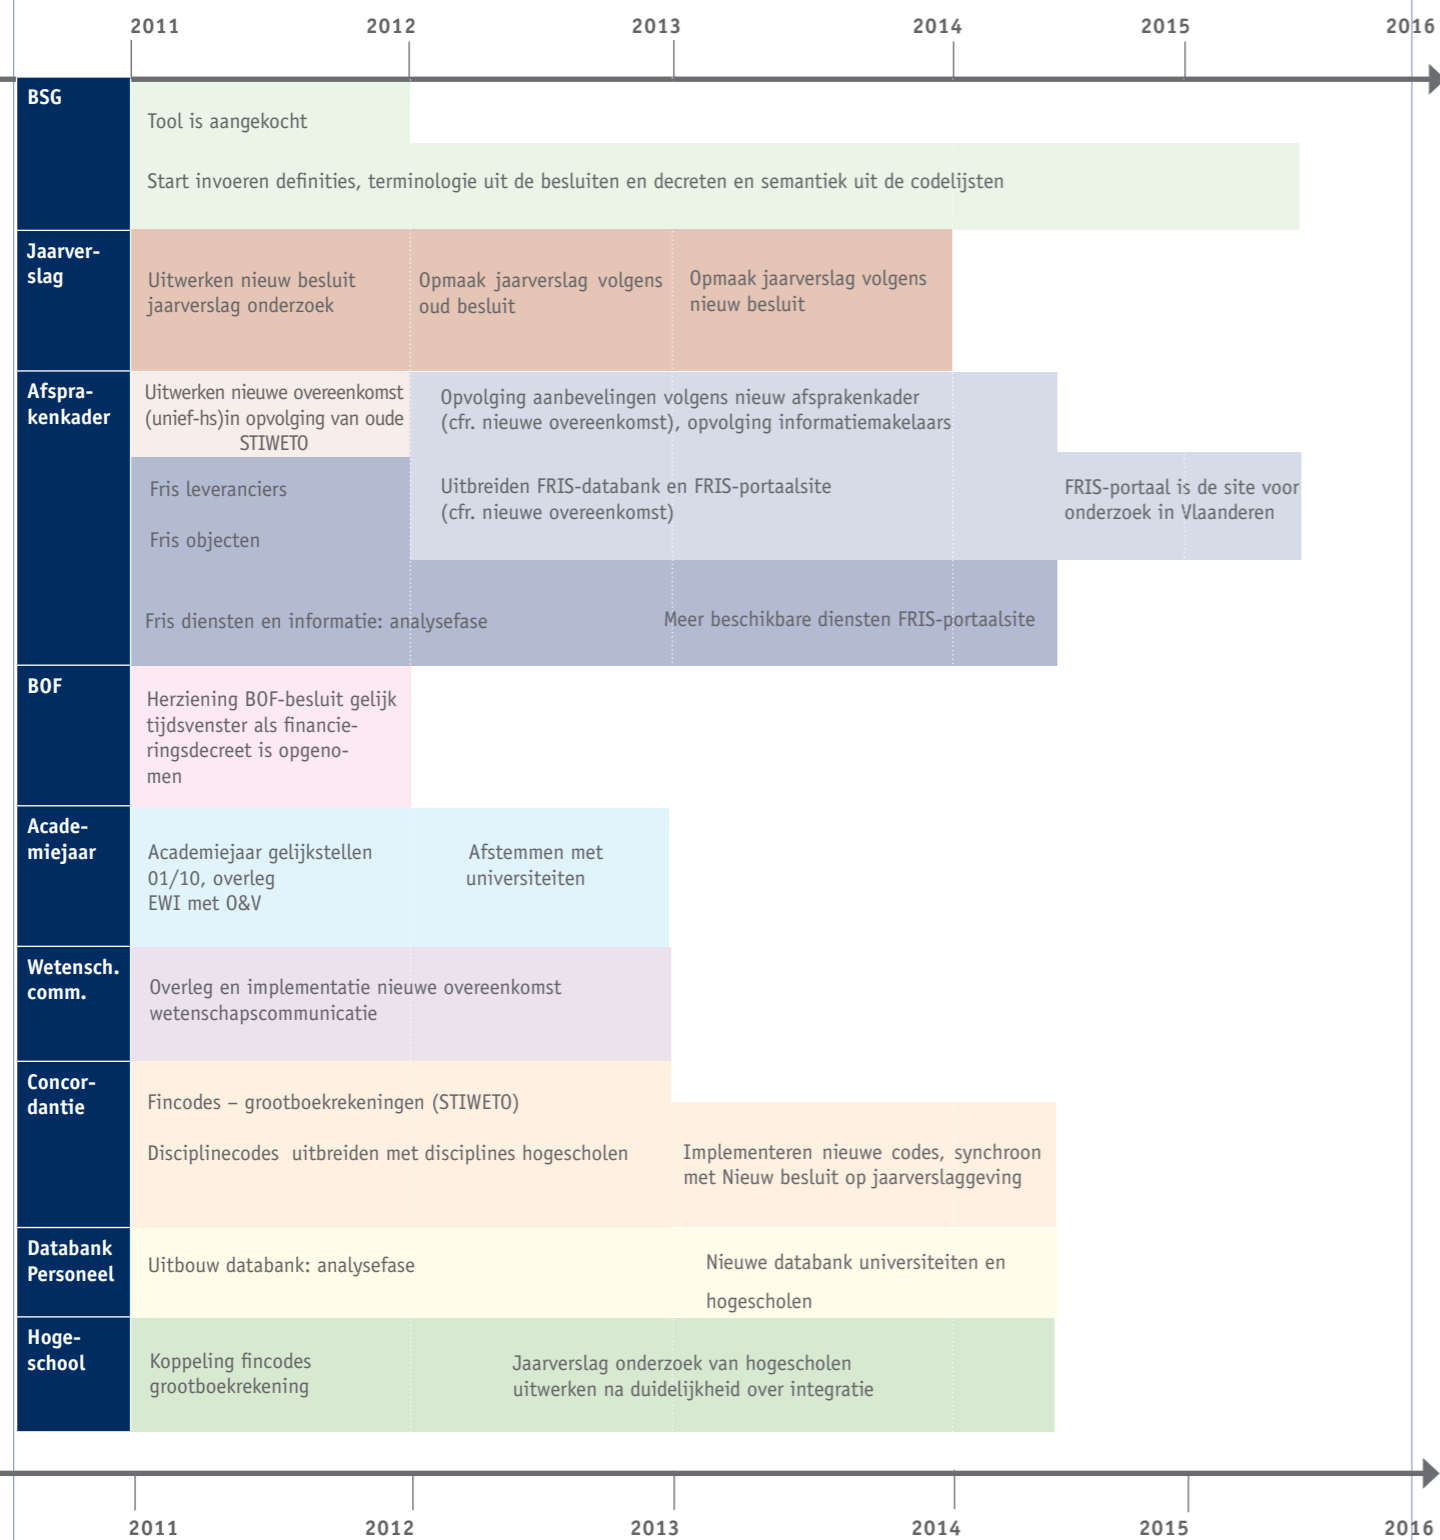 2011 2012 2013 2014 2015 2016
BSG
Tool is aangekocht
Start invoeren definities, terminologie uit de besluiten en decreten en semantiek uit de codelijsten
Jaarver-
slag
Uitwerken nieuw besluit
jaarverslag onderzoek
Opmaak jaarverslag volgens
oud besluit
Opmaak jaarverslag volgens
nieuw besluit
Afspra-
kenkader
Uitwerken nieuwe overeenkomst
(unief-hs)in opvolging van oude
STIWETO
Opvolging aanbevelingen volgens nieuw afsprakenkader
(cfr. nieuwe overeenkomst), opvolging informatiemakelaars
Fris leveranciers
Fris objecten
Uitbreiden FRIS-databank en FRIS-portaalsite
(cfr. nieuwe overeenkomst)
FRIS-portaal is de site voor
onderzoek in Vlaanderen
Fris diensten en informatie: analysefase
Meer beschikbare diensten FRIS-portaalsite
BOF
Herziening BOF-besluit gelijk
tijdsvenster als financie-
ringsdecreet is opgeno-
men
Acade-
miejaar
Academiejaar gelijkstellen
01/10, overleg
EWI met O&V
Afstemmen met
universiteiten
Wetensch.
comm.
Overleg en implementatie nieuwe overeenkomst
wetenschapscommunicatie
Concor-
dantie
Fincodes – grootboekrekeningen (STIWETO)
Disciplinecodes uitbreiden met disciplines hogescholen
Implementeren nieuwe codes, synchroon
met Nieuw besluit op jaarverslaggeving
Databank
Personeel
Uitbouw databank: analysefase
Nieuwe databank universiteiten en
hogescholen
Hoge-
school
Koppeling fincodes
grootboekrekening
Jaarverslag onderzoek van hogescholen
uitwerken na duidelijkheid over integratie
2011 2012 2013 2014 2015 2016